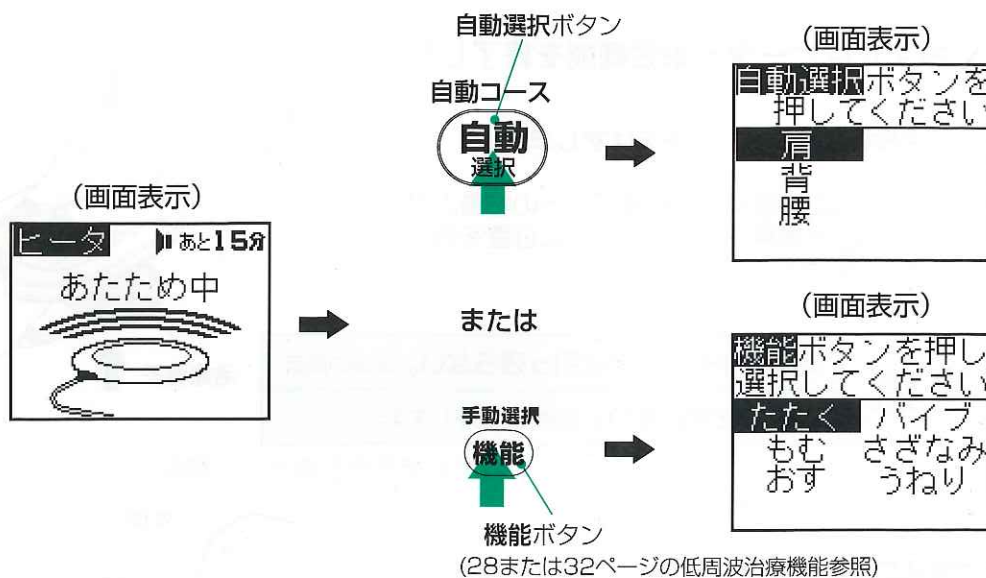 自動選択ボタン
自動コース
自動
選択
(画面表示)
自動選択ボタンを
押してください
肩
背
腰
(画面表示)
ヒータ あと15分
あたため中
または
(画面表示)
機能ボタンを押し
選択してください
たたく バイブ
もむ さざなみ
おす うねり
手動選択
機能
機能ボタン
(28または32ページの低周波治療機能参照)